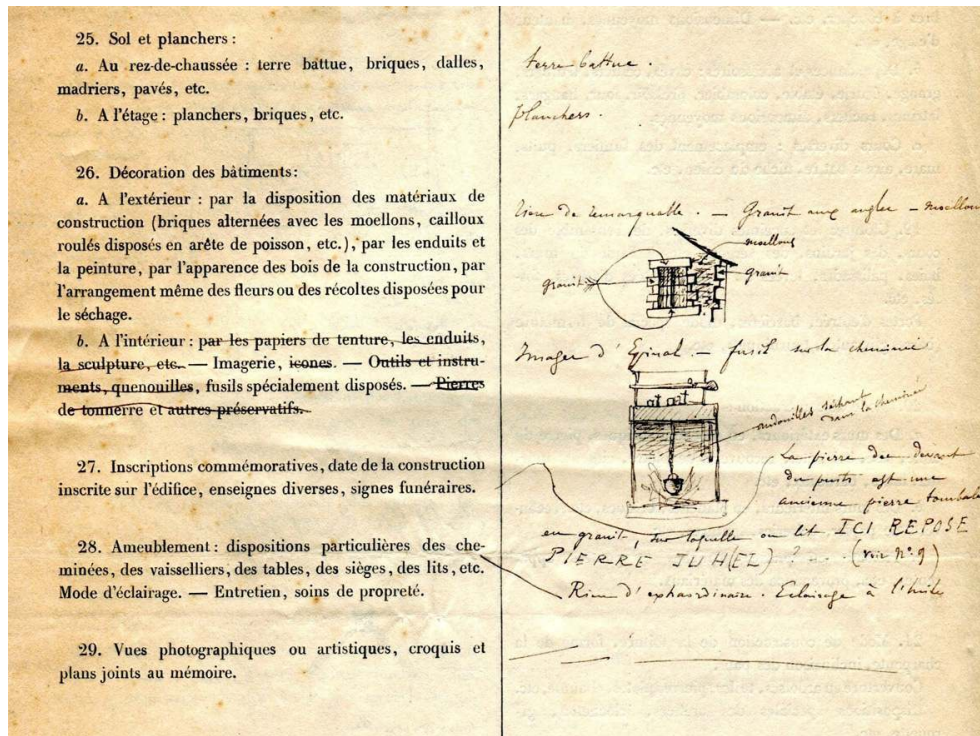 25. Sol et planchers :
a. Au rez-de-chaussée : terre battue, briques, dalles,
madriers, pavés, etc.
b. A l'étage : planchers, briques, etc.
26. Décoration des bâtiments :
a. A l'extérieur : par la disposition des matériaux de
construction (briques alternées avec les moellons, cailloux
roulés disposés en arête de poisson, etc.), par les enduits et
la peinture, par l'apparence des bois de la construction, par
l'arrangement même des fleurs ou des récoltes disposées pour
le séchage.
b. A l'intérieur : par les papiers de tenture, les enduits,
la sculpture, etc. — Imagerie, icones. — Outils et instru-
ments, quenouilles, fusils spécialement disposés. — Pierres
de tonnerre et autres préservatifs.
27. Inscriptions commémoratives, date de la construction
inscrite sur l'édifice, enseignes diverses, signes funéraires.
28. Ameublement : dispositions particulières des che-
minées, des vaisselliers, des tables, des sièges, des lits, etc.
Mode d'éclairage. — Entretien, soins de propreté.
29. Vues photographiques ou artistiques, croquis et
plans joints au mémoire.
terre battue.
planchers.
rien de remarquable. — Granit aux angles – moellons
moellons
granit
granit
Images d'Epinal. — fusil sur la cheminée
andouilles séchant
dans la cheminée
La pierre du devant
du puits est une
ancienne pierre tombale
en granit, sur laquelle on lit ICI REPOSE
PIERRE JUH(EL) ? (voir n° 9)
Rien d'extraordinaire. Eclairage à l'huile